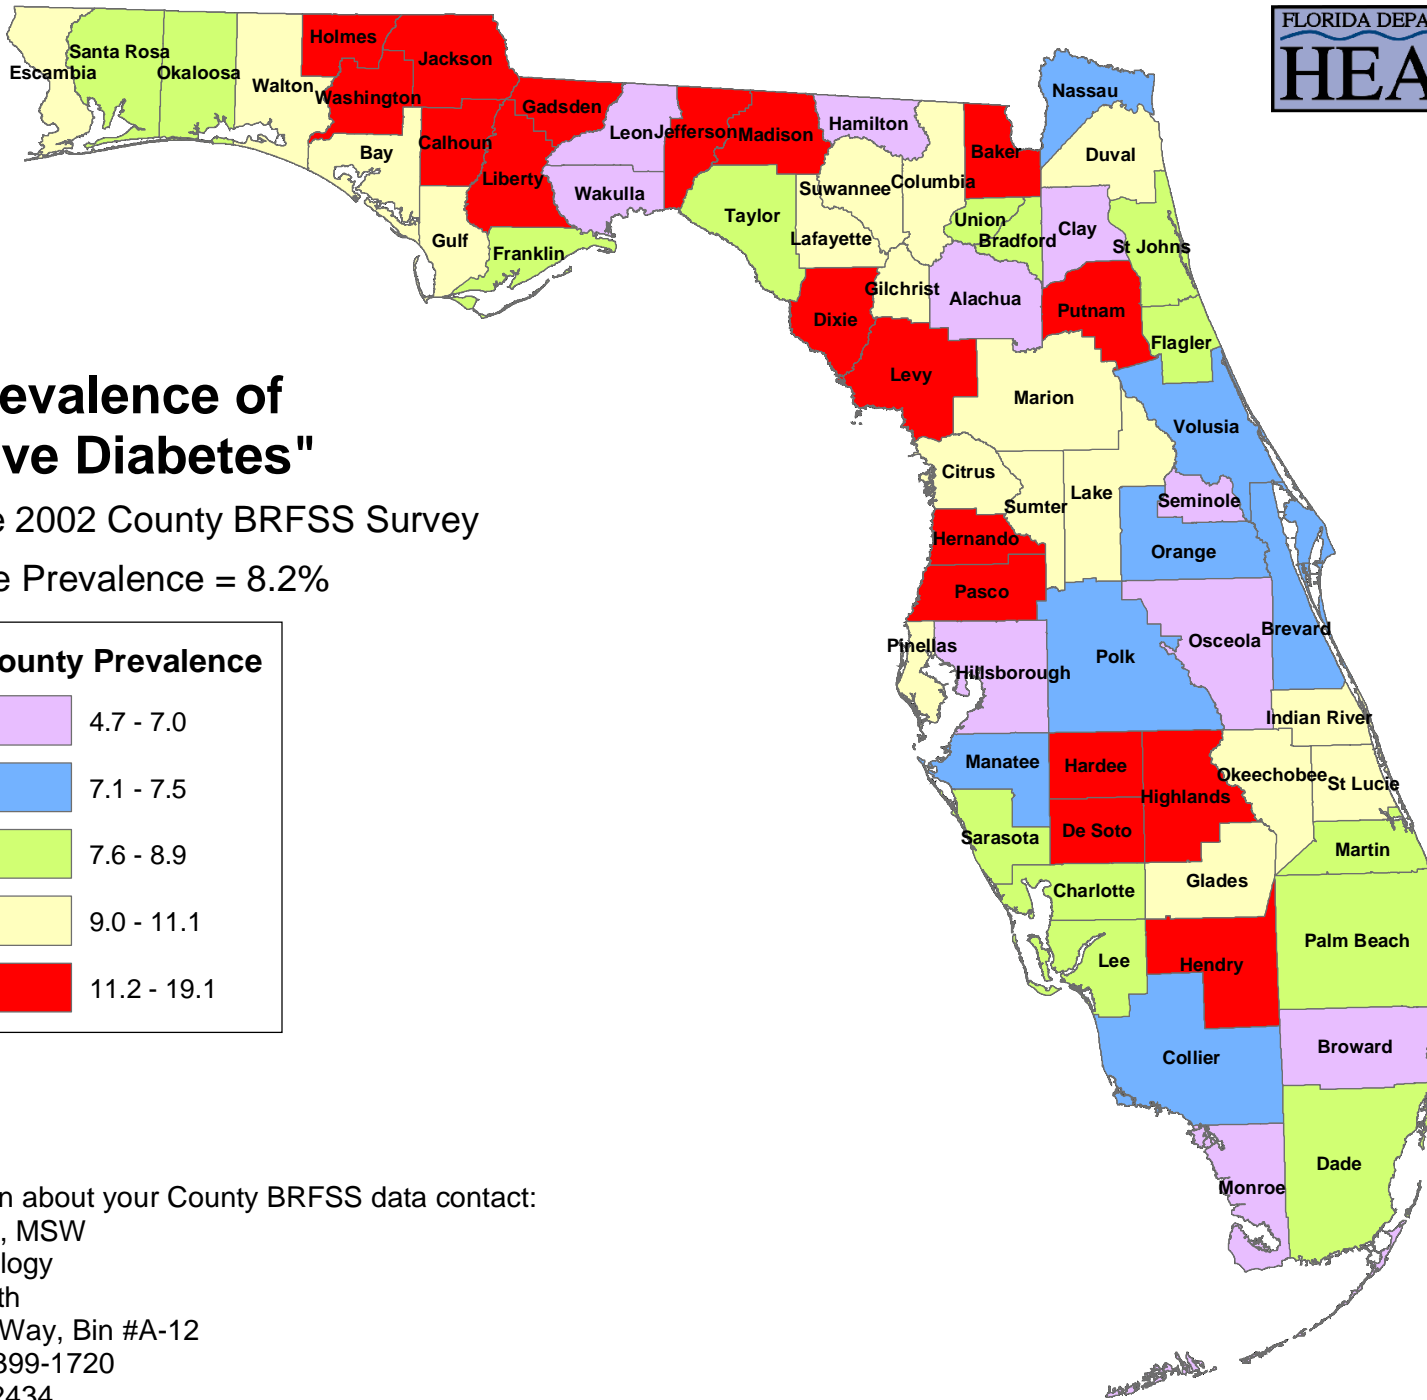 FLORIDA DEPA
HEA
Holmes
Jackson
Santa Rosa
Escambia
Okaloosa
Walton
Washington
Gadsden
Nassau
Leon
Jefferson
Madison
Hamilton
Calhoun
Bay
Baker
Duval
Liberty
Wakulla
Suwannee
Columbia
Taylor
Union
Bradford
Clay
St Johns
Gulf
Franklin
Lafayette
Gilchrist
Alachua
Putnam
Dixie
Flagler
Levy
Marion
Volusia
Citrus
Sumter
Lake
Seminole
Hernando
Orange
Pasco
Pinellas
Hillsborough
Polk
Osceola
Brevard
Indian River
Manatee
Hardee
Highlands
Okeechobee
St Lucie
Sarasota
De Soto
Martin
Charlotte
Glades
Lee
Hendry
Palm Beach
Collier
Broward
Dade
Monroe
evalence of
ve Diabetes"
e 2002 County BRFSS Survey
e Prevalence = 8.2%
ounty Prevalence
4.7 - 7.0
7.1 - 7.5
7.6 - 8.9
9.0 - 11.1
11.2 - 19.1
n about your County BRFSS data contact:
, MSW
logy
th
Way, Bin #A-12
399-1720
2434